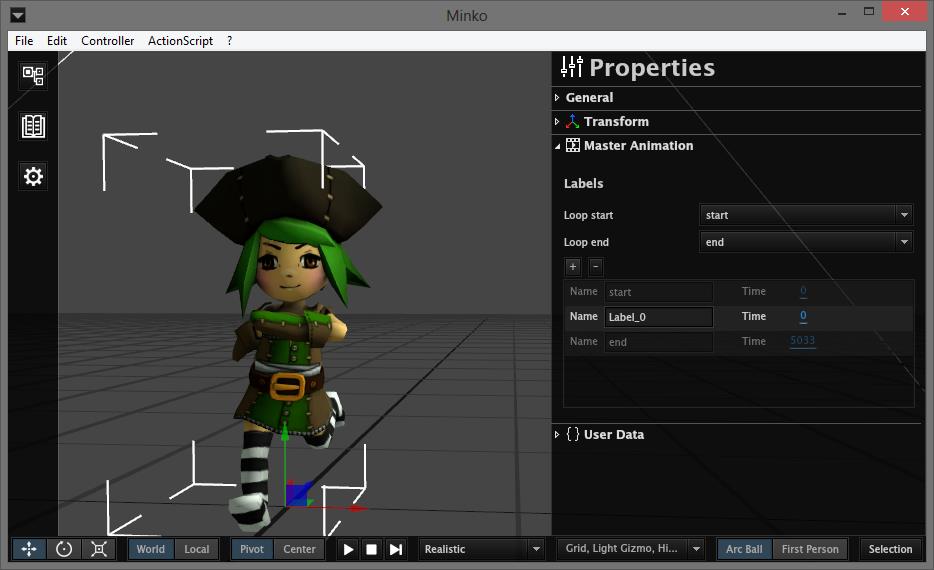 Minko
File Edit Controller ActionScript ?
Properties
General
Transform
Master Animation
Labels
Loop start start
Loop end end
+ -
Name start Time 0
Name Label_0 Time 0
Name end Time 5033
{} User Data
World Local Pivot Center Realistic Grid, Light Gizmo, Hi... Arc Ball First Person Selection